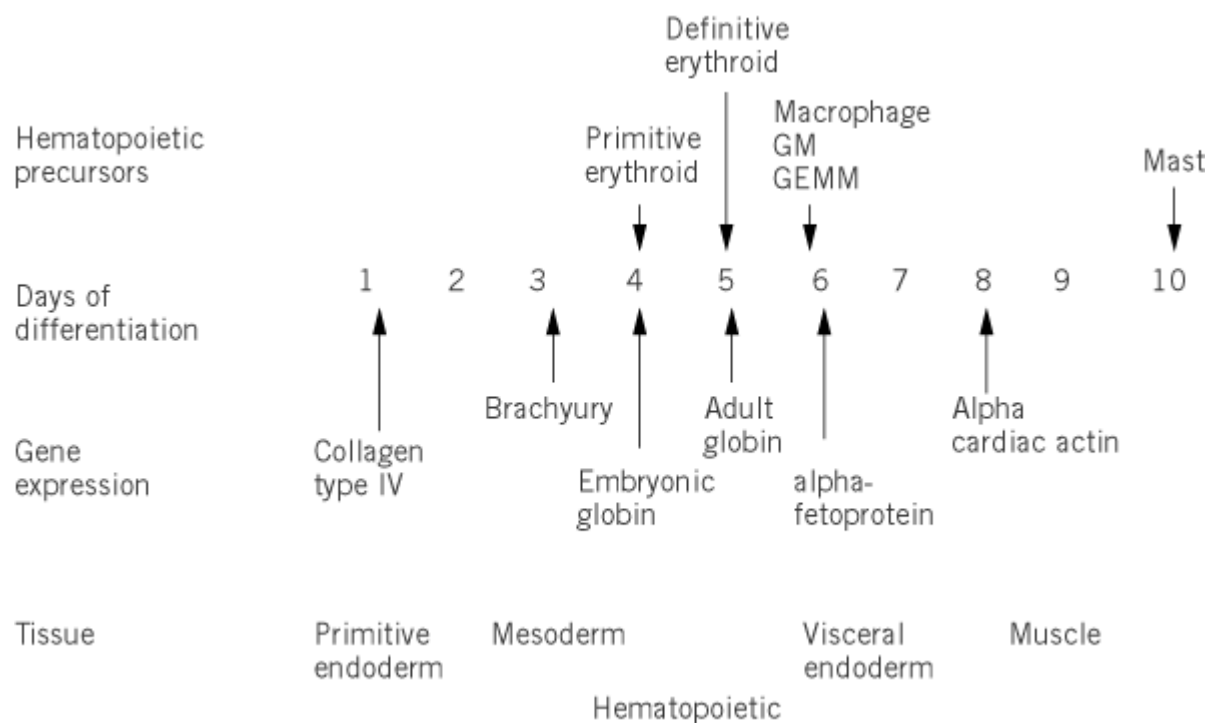 Definitive
erythroid
Hematopoietic
precursors
Primitive
erythroid
Macrophage
GM
GEMM
Mast
Days of
differentiation
1 2 3 4 5 6 7 8 9 10
Gene
expression
Collagen
type IV
Brachyury
Embryonic
globin
Adult
globin
alpha-
fetoprotein
Alpha
cardiac actin
Tissue
Primitive
endoderm
Mesoderm
Hematopoietic
Visceral
endoderm
Muscle